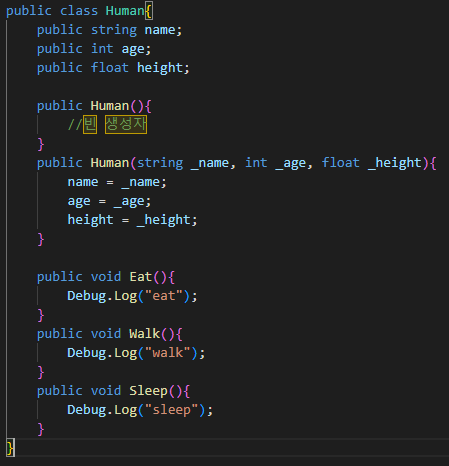 public class Human{
    public string name;
    public int age;
    public float height;
    public Human(){
        //빈 생성자
    }
    public Human(string _name, int _age, float _height){
        name = _name;
        age = _age;
        height = _height;
    }
    public void Eat(){
        Debug.Log("eat");
    }
    public void Walk(){
        Debug.Log("walk");
    }
    public void Sleep(){
        Debug.Log("sleep");
    }
}